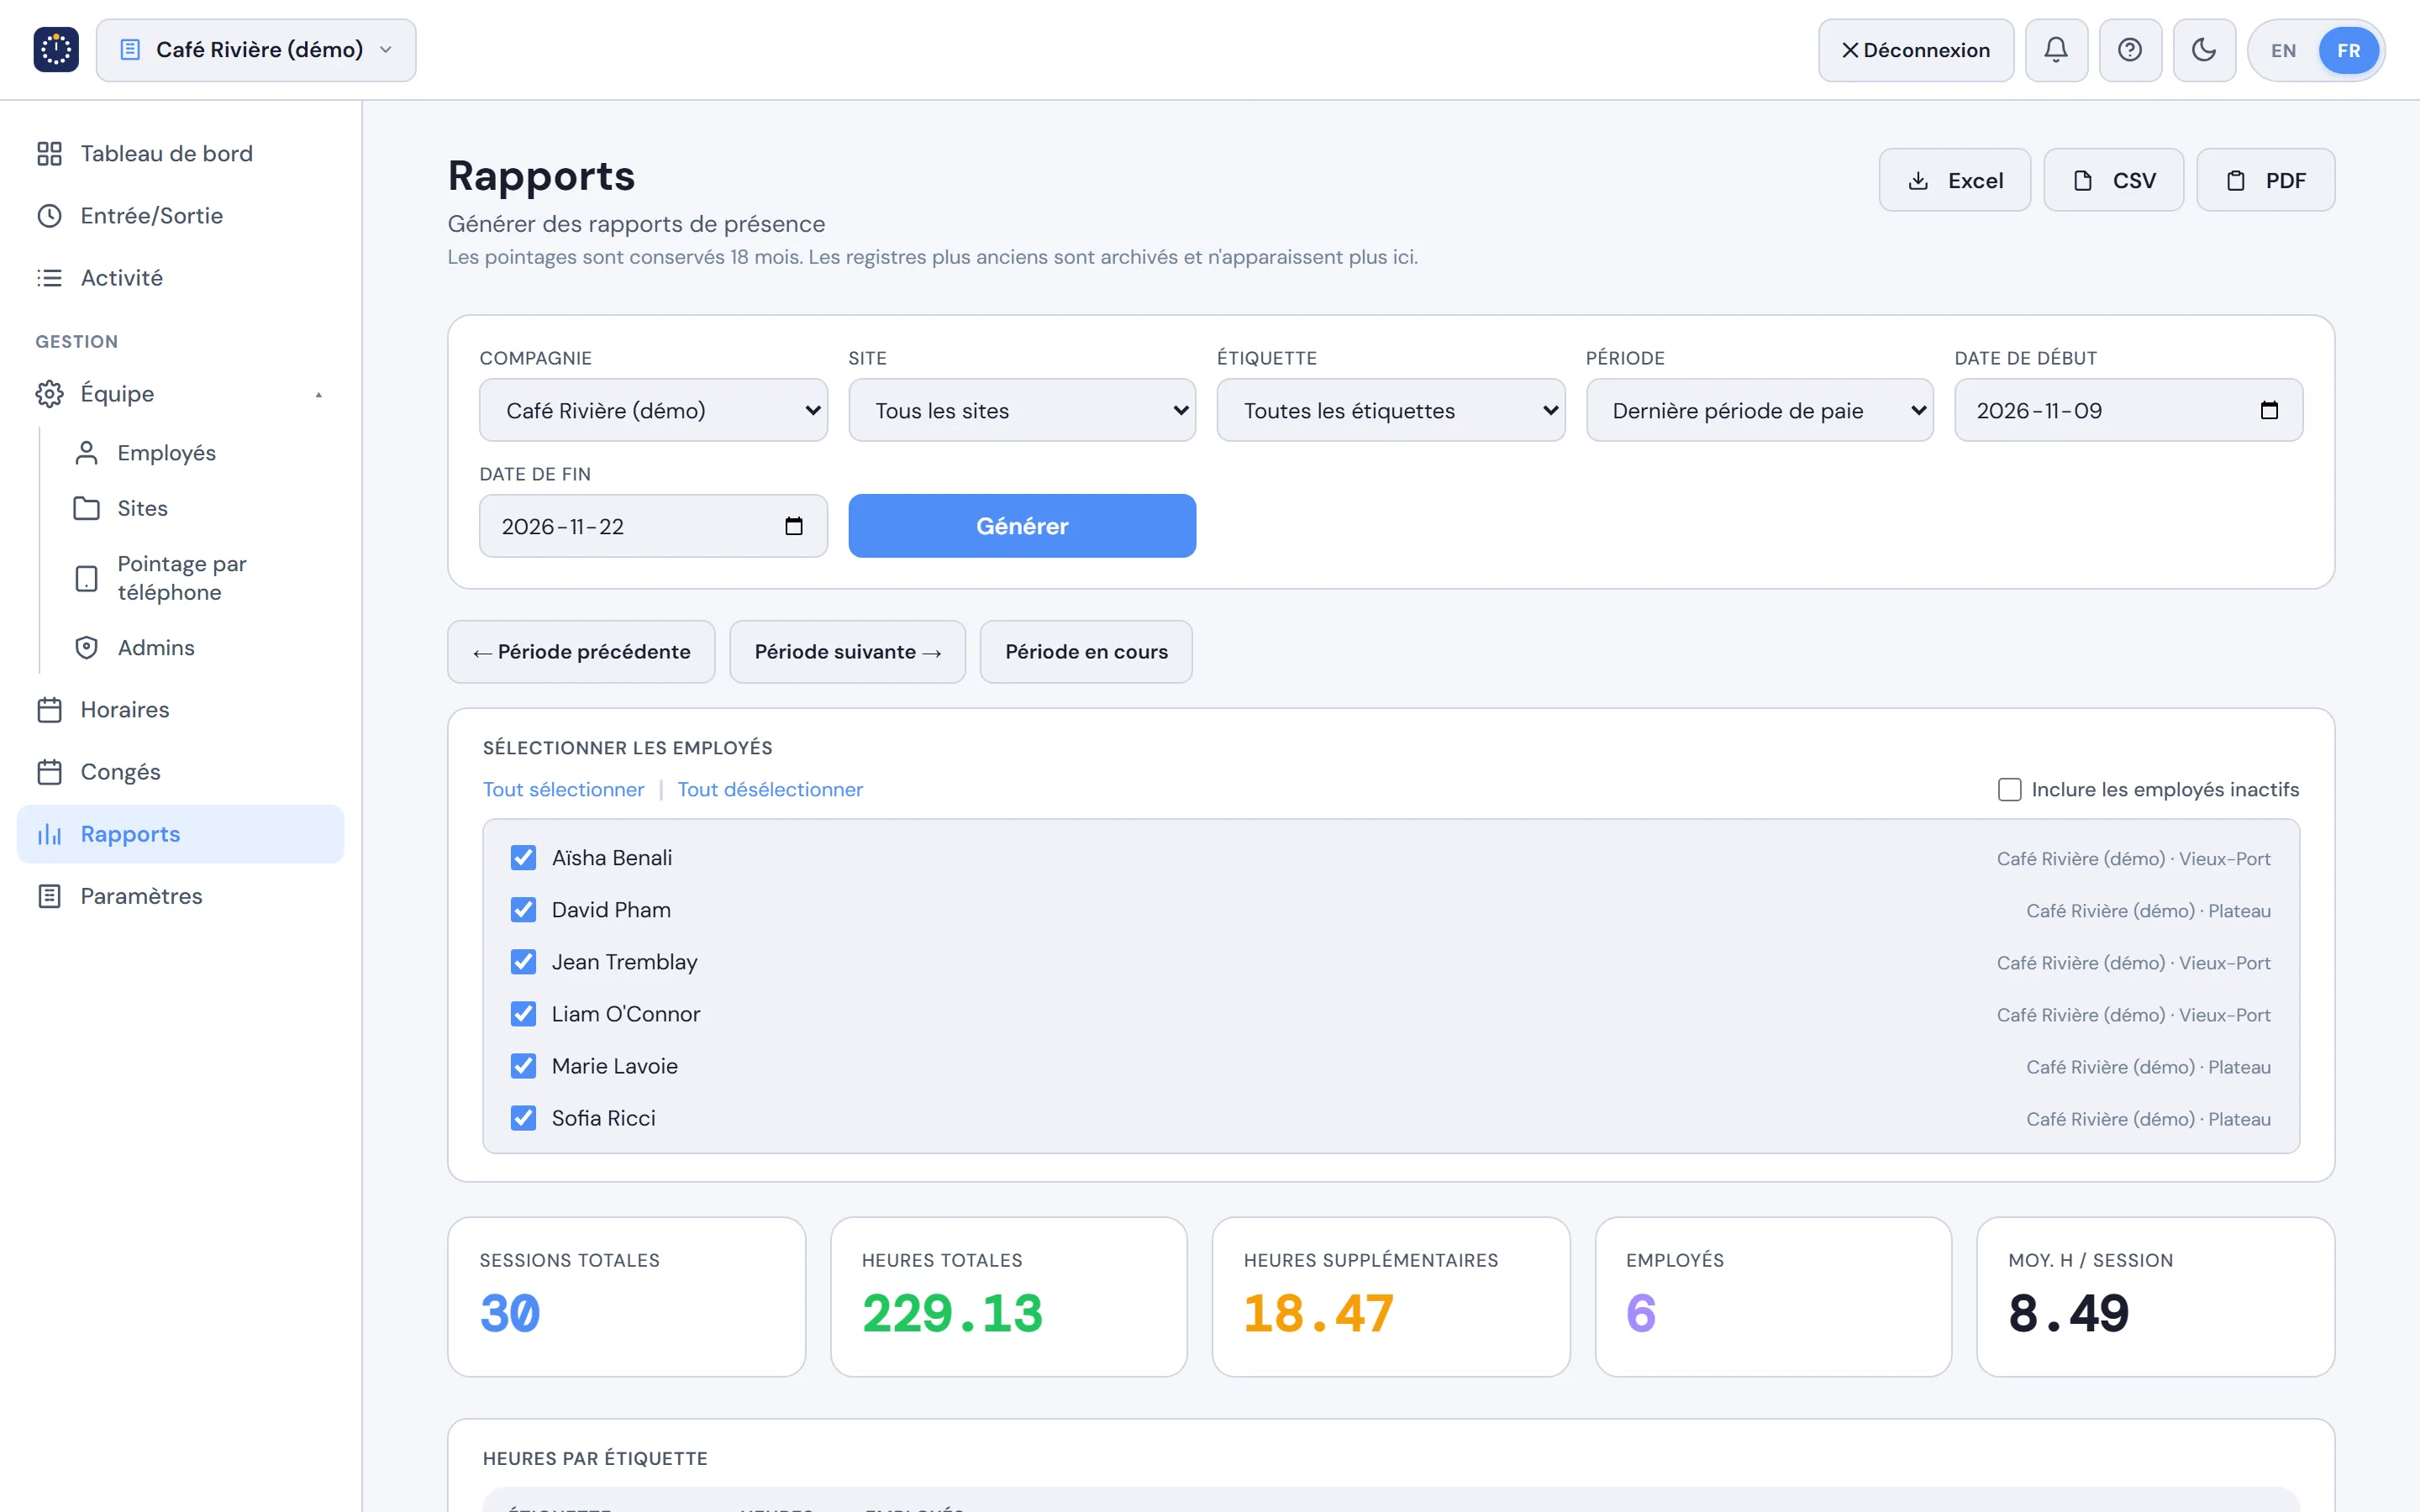 Café Rivière (démo)
Déconnexion
EN FR
Tableau de bord
Entrée/Sortie
Activité
GESTION
Équipe
Employés
Sites
Pointage par
téléphone
Admins
Horaires
Congés
Rapports
Paramètres
Rapports
Générer des rapports de présence
Les pointages sont conservés 18 mois. Les registres plus anciens sont archivés et n'apparaissent plus ici.
Excel CSV PDF
COMPAGNIE SITE ÉTIQUETTE PÉRIODE DATE DE DÉBUT
Café Rivière (démo) Tous les sites Toutes les étiquettes Dernière période de paie 2026-11-09
DATE DE FIN
2026-11-22 Générer
← Période précédente Période suivante → Période en cours
SÉLECTIONNER LES EMPLOYÉS
Tout sélectionner | Tout désélectionner Inclure les employés inactifs
Aïsha Benali Café Rivière (démo) · Vieux-Port
David Pham Café Rivière (démo) · Plateau
Jean Tremblay Café Rivière (démo) · Vieux-Port
Liam O'Connor Café Rivière (démo) · Vieux-Port
Marie Lavoie Café Rivière (démo) · Plateau
Sofia Ricci Café Rivière (démo) · Plateau
SESSIONS TOTALES HEURES TOTALES HEURES SUPPLÉMENTAIRES EMPLOYÉS MOY. H / SESSION
30 229.13 18.47 6 8.49
HEURES PAR ÉTIQUETTE
ÉTIQUETTE HEURES EMPLOYÉS